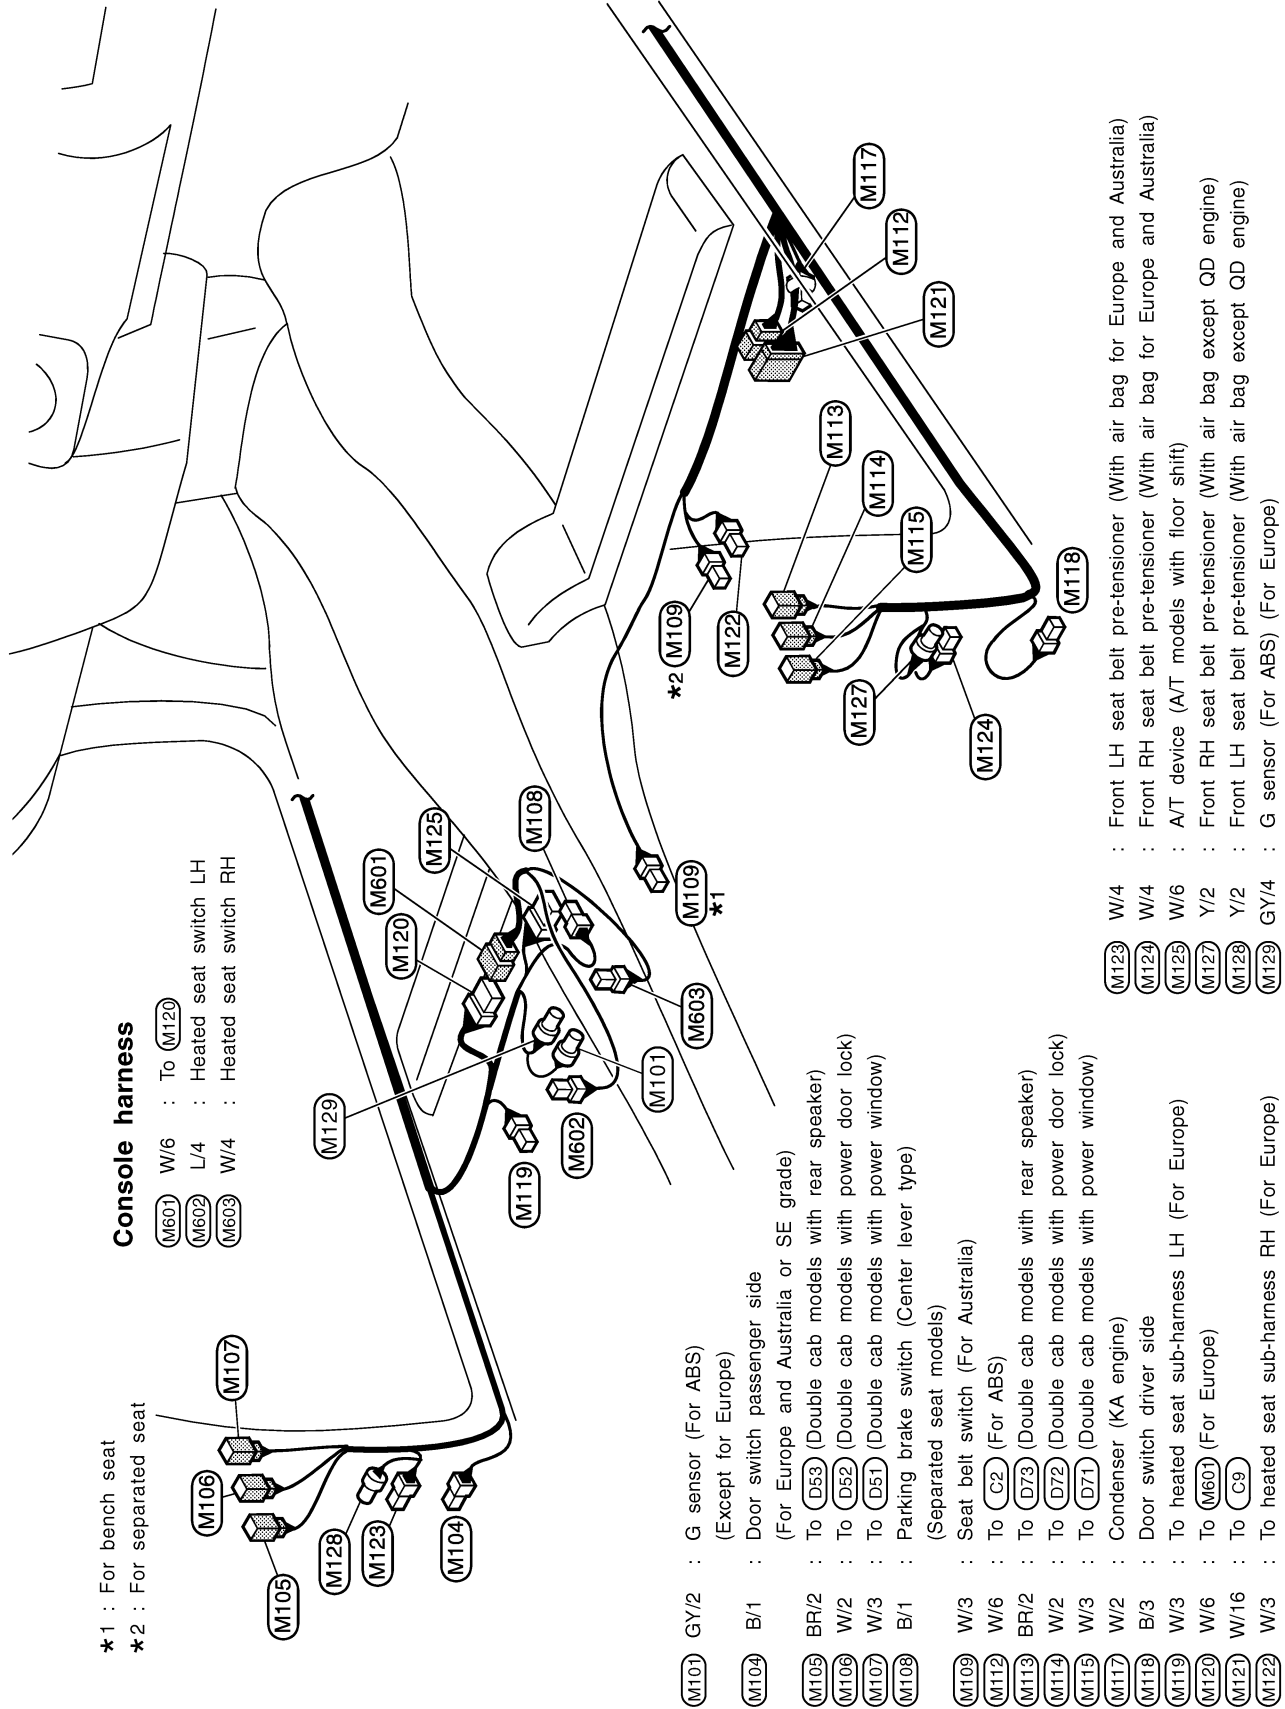 *1 : For bench seat
*2 : For separated seat
Console harness
M601 W/6 : To M120
M602 L/4 : Heated seat switch LH
M603 W/4 : Heated seat switch RH
M107
M106
M105
M128
M123
M104
M129
M120
M601
M125
M108
M119
M602
M101
M603
M109
*1
*2 M109
M122
M127
M124
M118
M115
M114
M113
M121
M112
M117
M101 GY/2 : G sensor (For ABS)
(Except for Europe)
M104 B/1 : Door switch passenger side
(For Europe and Australia or SE grade)
M105 BR/2 : To D53 (Double cab models with rear speaker)
M106 W/2 : To D52 (Double cab models with power door lock)
M107 W/3 : To D51 (Double cab models with power window)
M108 B/1 : Parking brake switch (Center lever type)
(Separated seat models)
M109 W/3 : Seat belt switch (For Australia)
M112 W/6 : To C2 (For ABS)
M113 BR/2 : To D73 (Double cab models with rear speaker)
M114 W/2 : To D72 (Double cab models with power door lock)
M115 W/3 : To D71 (Double cab models with power window)
M117 W/2 : Condenser (KA engine)
M118 B/3 : Door switch driver side
M119 W/3 : To heated seat sub-harness LH (For Europe)
M120 W/6 : To M601 (For Europe)
M121 W/16 : To C9
M122 W/3 : To heated seat sub-harness RH (For Europe)
M123 W/4 : Front LH seat belt pre-tensioner (With air bag for Europe and Australia)
M124 W/4 : Front RH seat belt pre-tensioner (With air bag for Europe and Australia)
M125 W/6 : A/T device (A/T models with floor shift)
M127 Y/2 : Front RH seat belt pre-tensioner (With air bag except QD engine)
M128 Y/2 : Front LH seat belt pre-tensioner (With air bag except QD engine)
M129 GY/4 : G sensor (For ABS) (For Europe)